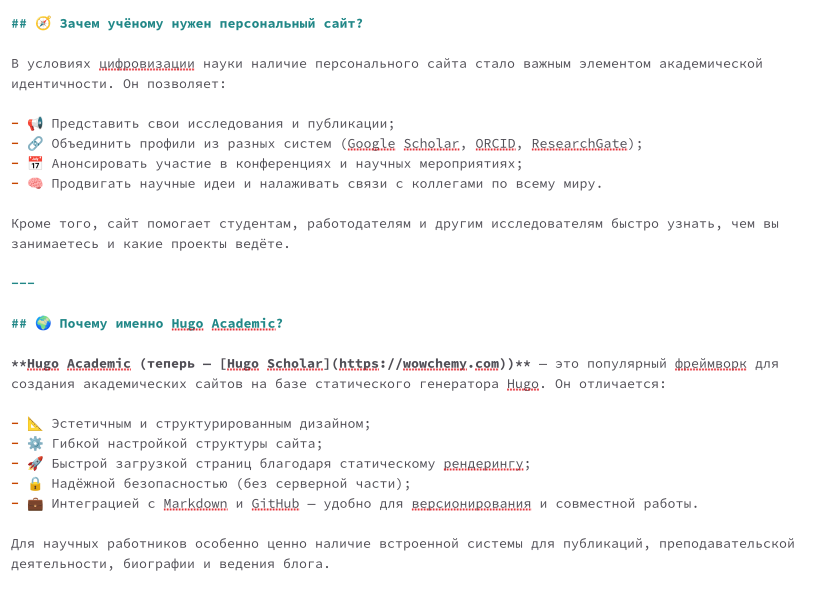 ## 🧭 Зачем учёному нужен персональный сайт?
В условиях цифровизации науки наличие персонального сайта стало важным элементом академической
идентичности. Он позволяет:
- 📢 Представить свои исследования и публикации;
- 🔗 Объединить профили из разных систем (Google Scholar, ORCID, ResearchGate);
- 📅 Анонсировать участие в конференциях и научных мероприятиях;
- 🧠 Продвигать научные идеи и налаживать связи с коллегами по всему миру.
Кроме того, сайт помогает студентам, работодателям и другим исследователям быстро узнать, чем вы
занимаетесь и какие проекты ведёте.
---
## 🌍 Почему именно Hugo Academic?
**Hugo Academic (теперь — [Hugo Scholar](https://wowchemy.com))** — это популярный фреймворк для
создания академических сайтов на базе статического генератора Hugo. Он отличается:
- 📐 Эстетичным и структурированным дизайном;
- ⚙️ Гибкой настройкой структуры сайта;
- 🚀 Быстрой загрузкой страниц благодаря статическому рендерингу;
- 🔒 Надёжной безопасностью (без серверной части);
- 💼 Интеграцией с Markdown и GitHub — удобно для версионирования и совместной работы.
Для научных работников особенно ценно наличие встроенной системы для публикаций, преподавательской
деятельности, биографии и ведения блога.